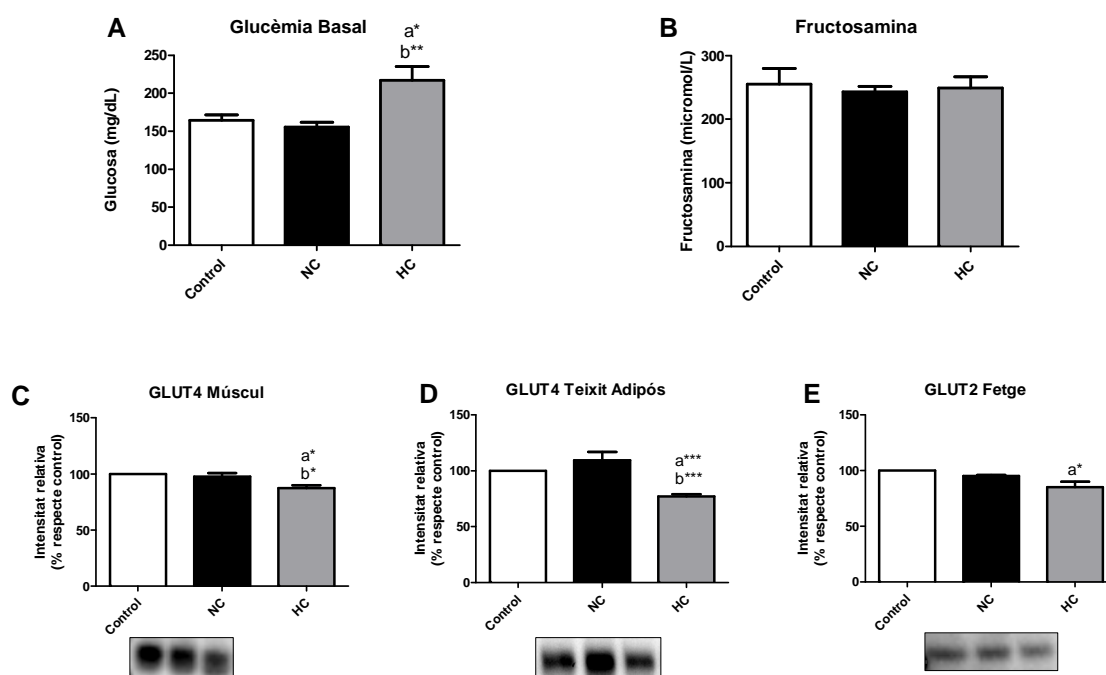 A
Glucèmia Basal
a*
b**
Glucosa (mg/dL)
250
200
150
100
50
0
Control
NC
HC
B
Fructosamina
Fructosamina (micromol/L)
300
200
100
0
Control
NC
HC
C
GLUT4 Múscul
a*
b*
Intensitat relativa
(% respecte control)
150
100
50
0
Control
NC
HC
D
GLUT4 Teixit Adipós
a***
b***
Intensitat relativa
(% respecte control)
150
100
50
0
Control
NC
HC
E
GLUT2 Fetge
a*
Intensitat relativa
(% respecte control)
150
100
50
0
Control
NC
HC